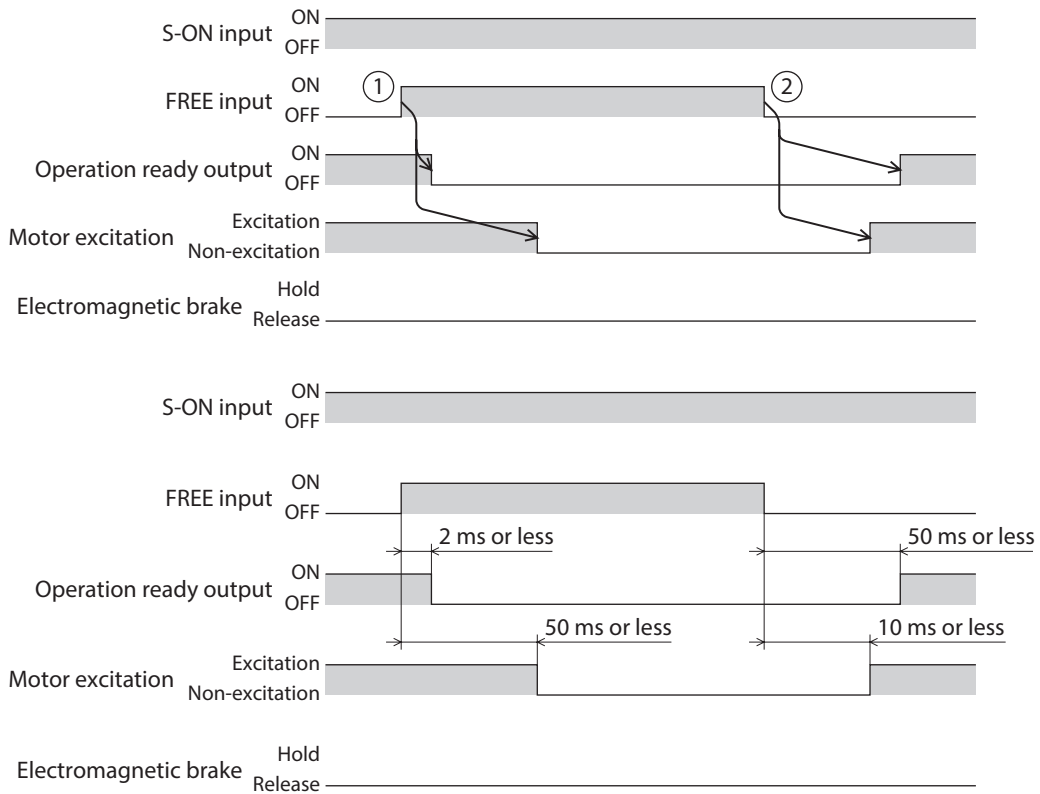 S-ON input ON
OFF
FREE input ON
OFF
1
2
Operation ready output ON
OFF
Motor excitation Excitation
Non-excitation
Electromagnetic brake Hold
Release
S-ON input ON
OFF
FREE input ON
OFF
2 ms or less
50 ms or less
Operation ready output ON
OFF
50 ms or less
10 ms or less
Motor excitation Excitation
Non-excitation
Electromagnetic brake Hold
Release